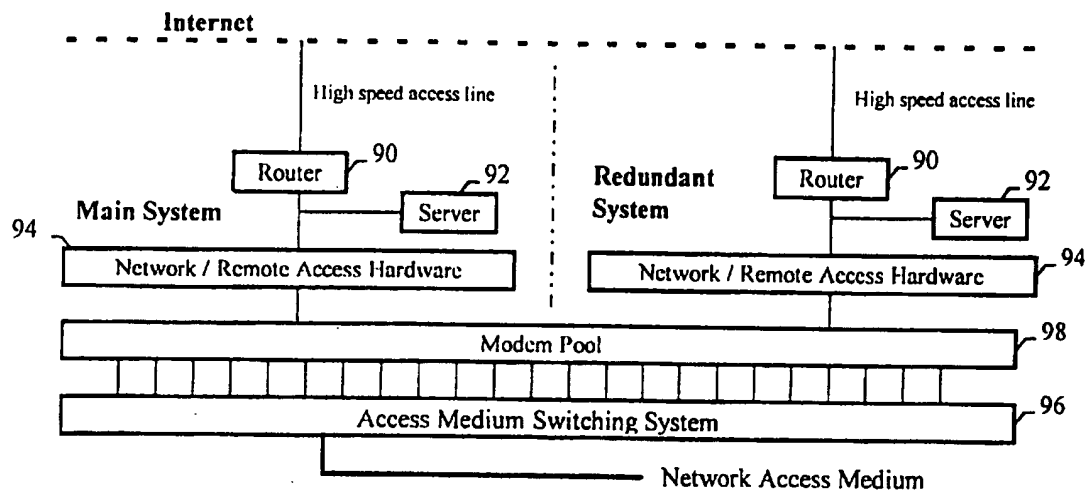 Internet
High speed access line
High speed access line
Router
90
Router
90
92
Server
92
Server
Main System
Redundant
System
94
Network / Remote Access Hardware
Network / Remote Access Hardware
94
Modem Pool
98
Access Medium Switching System
96
Network Access Medium